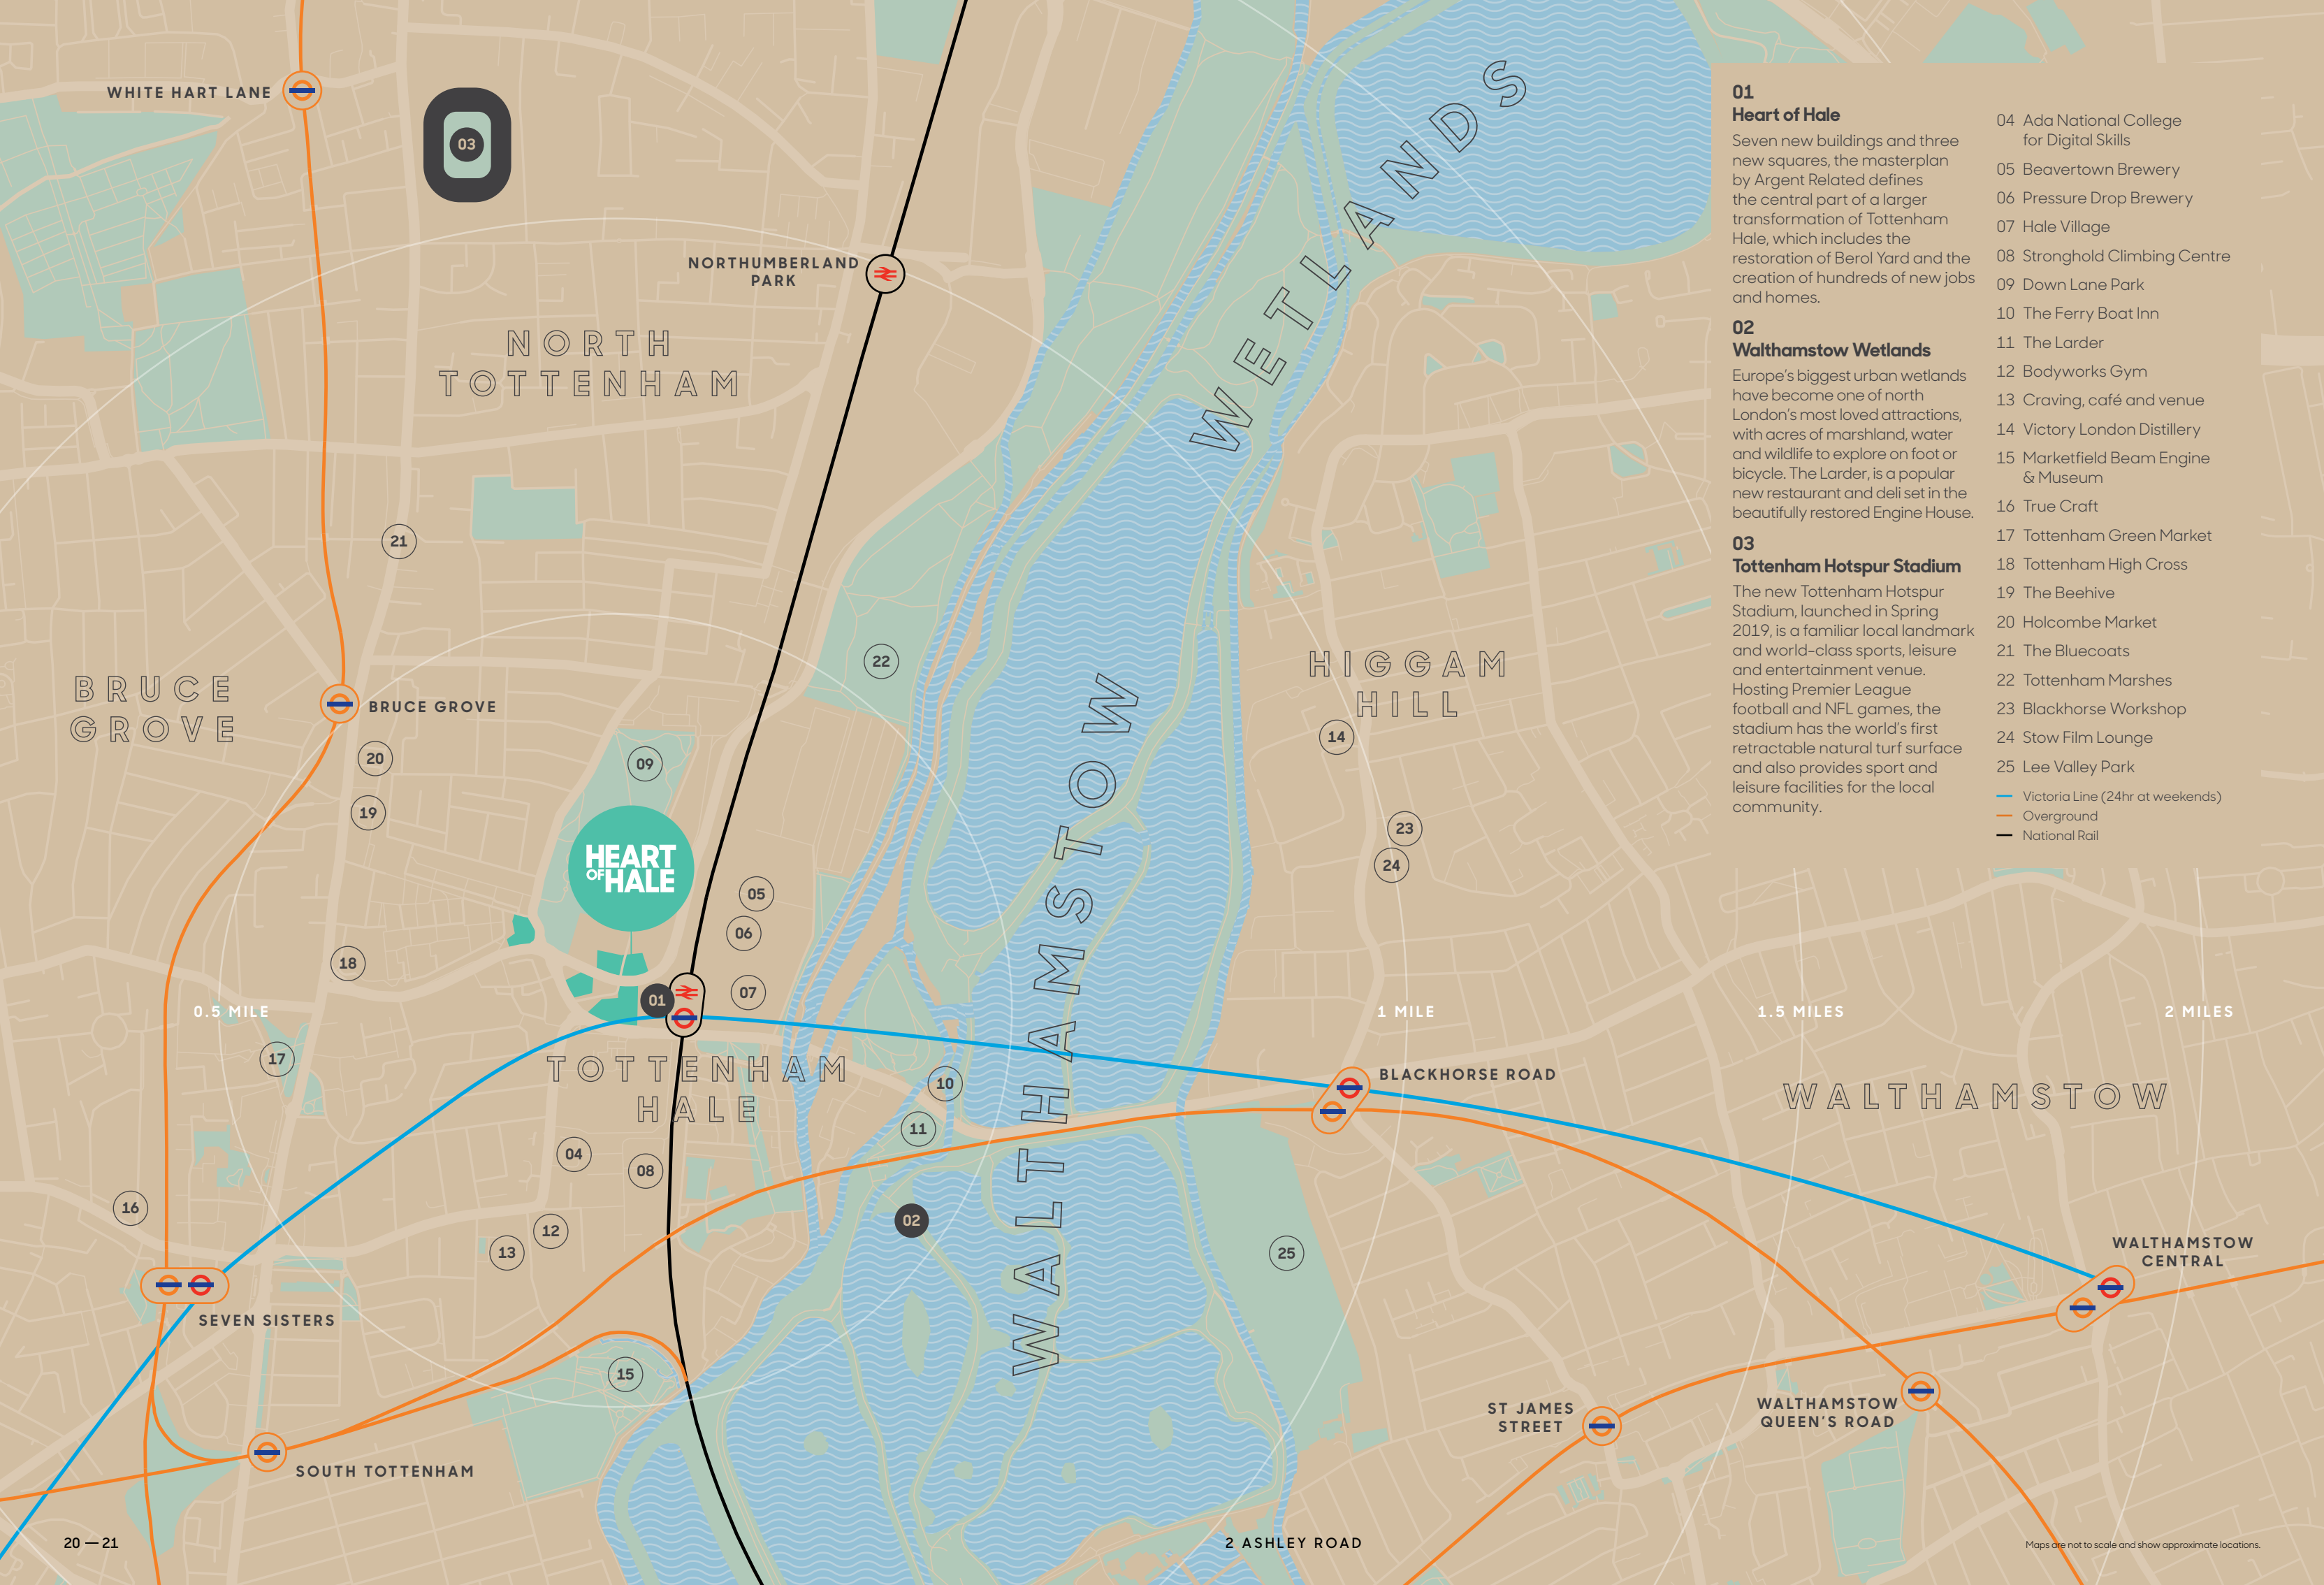 WHITE HART LANE
03
NORTHUMBERLAND
PARK
NORTH
TOTTENHAM
WETLANDS
21
22
BRUCE
GROVE
BRUCE GROVE
20
19
09
HEART
OF HALE
05
06
07
18
01
0.5 MILE
17
TOTTENHAM
HALE
10
11
04
08
16
12
13
02
SEVEN SISTERS
15
SOUTH TOTTENHAM
WALTHAMSTOW
HIGGAM
HILL
14
23
24
1 MILE
1.5 MILES
2 MILES
BLACKHORSE ROAD
WALTHAMSTOW
25
WALTHAMSTOW
CENTRAL
ST JAMES
STREET
WALTHAMSTOW
QUEEN'S ROAD
01
Heart of Hale
Seven new buildings and three
new squares, the masterplan
by Argent Related defines
the central part of a larger
transformation of Tottenham
Hale, which includes the
restoration of Berol Yard and the
creation of hundreds of new jobs
and homes.
02
Walthamstow Wetlands
Europe's biggest urban wetlands
have become one of north
London's most loved attractions,
with acres of marshland, water
and wildlife to explore on foot or
bicycle. The Larder, is a popular
new restaurant and deli set in the
beautifully restored Engine House.
03
Tottenham Hotspur Stadium
The new Tottenham Hotspur
Stadium, launched in Spring
2019, is a familiar local landmark
and world-class sports, leisure
and entertainment venue.
Hosting Premier League
football and NFL games, the
stadium has the world's first
retractable natural turf surface
and also provides sport and
leisure facilities for the local
community.
04 Ada National College
for Digital Skills
05 Beavertown Brewery
06 Pressure Drop Brewery
07 Hale Village
08 Stronghold Climbing Centre
09 Down Lane Park
10 The Ferry Boat Inn
11 The Larder
12 Bodyworks Gym
13 Craving, café and venue
14 Victory London Distillery
15 Marketfield Beam Engine
& Museum
16 True Craft
17 Tottenham Green Market
18 Tottenham High Cross
19 The Beehive
20 Holcombe Market
21 The Bluecoats
22 Tottenham Marshes
23 Blackhorse Workshop
24 Stow Film Lounge
25 Lee Valley Park
Victoria Line (24hr at weekends)
Overground
National Rail
20 — 21
2 ASHLEY ROAD
Maps are not to scale and show approximate locations.